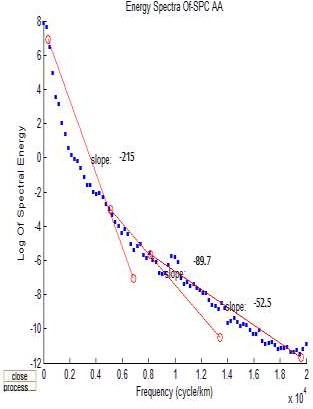 Energy Spectra Of-SPC AA
Log Of Spectral Energy
8
6
4
2
0
-2
-4
-6
-8
-10
-12
slope: -215
slope: -89.7
slope: -52.5
0 0.2 0.4 0.6 0.8 1 1.2 1.4 1.6 1.8 2
x 10^4
Frequency (cycle/km)
close
process...